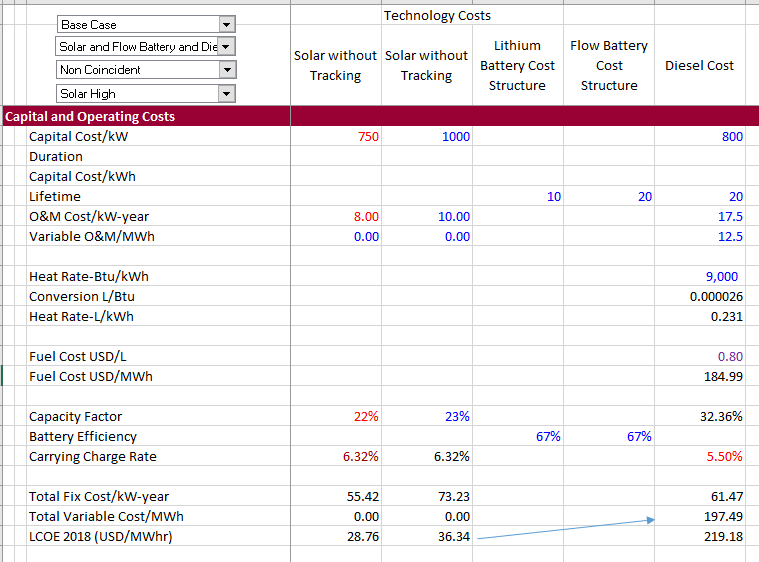 Technology Costs
Base Case
Solar and Flow Battery and Die
Non Coincident
Solar High
Solar without Tracking
Solar without Tracking
Lithium Battery Cost Structure
Flow Battery Cost Structure
Diesel Cost
Capital and Operating Costs
Capital Cost/kW 750 1000 800
Duration
Capital Cost/kWh
Lifetime 10 20 20
O&M Cost/kW-year 8.00 10.00 17.5
Variable O&M/MWh 0.00 0.00 12.5
Heat Rate-Btu/kWh 9,000
Conversion L/Btu 0.000026
Heat Rate-L/kWh 0.231
Fuel Cost USD/L 0.80
Fuel Cost USD/MWh 184.99
Capacity Factor 22% 23% 32.36%
Battery Efficiency 67% 67%
Carrying Charge Rate 6.32% 6.32% 5.50%
Total Fix Cost/kW-year 55.42 73.23 61.47
Total Variable Cost/MWh 0.00 0.00 197.49
LCOE 2018 (USD/MWhr) 28.76 36.34 219.18